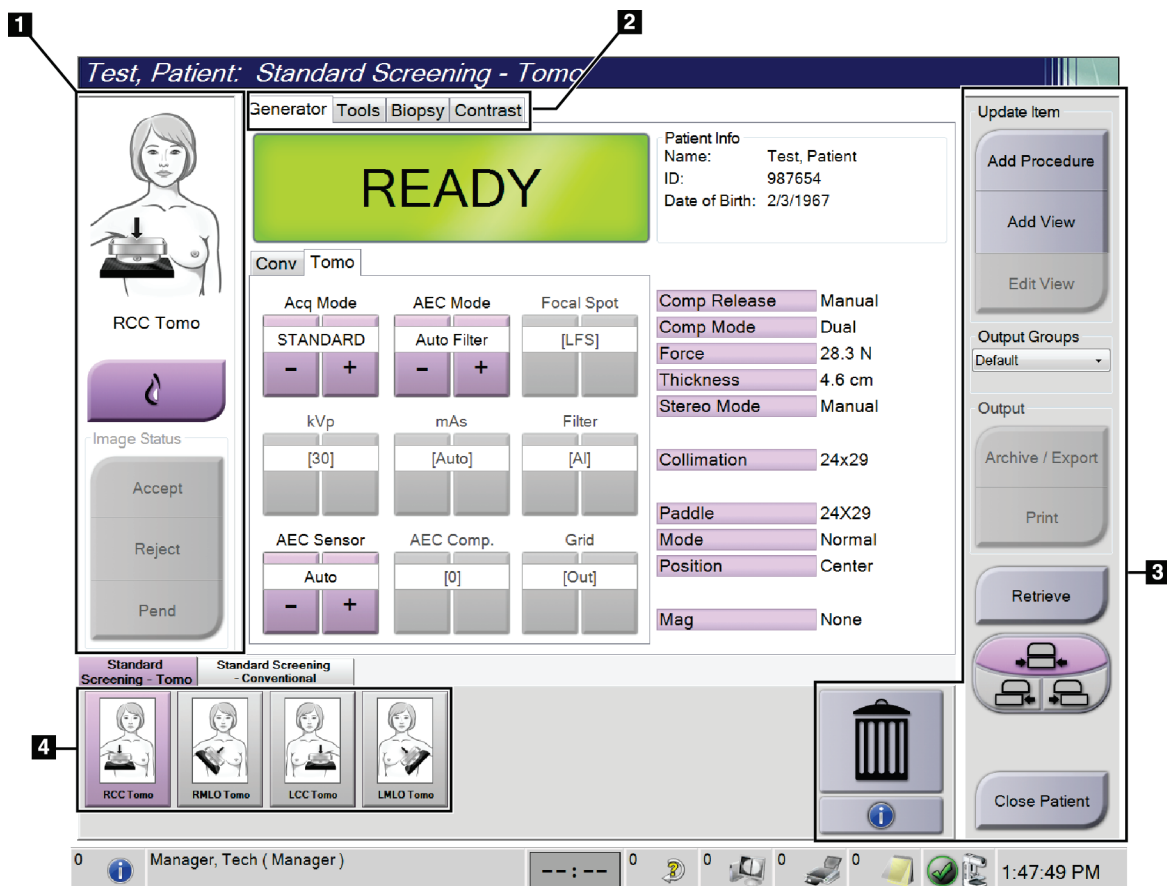 1
2
Test, Patient: Standard Screening - Tomo
Generator Tools Biopsy Contrast
READY
Patient Info
Name: Test, Patient
ID: 987654
Date of Birth: 2/3/1967
Update Item
Add Procedure
Add View
Edit View
RCC Tomo
Conv Tomo
Acq Mode AEC Mode Focal Spot
STANDARD Auto Filter [LFS]
- + - +
kVp mAs Filter
[30] [Auto] [Al]
AEC Sensor AEC Comp. Grid
Auto [0] [Out]
- +
Comp Release Manual
Comp Mode Dual
Force 28.3 N
Thickness 4.6 cm
Stereo Mode Manual
Collimation 24x29
Paddle 24X29
Mode Normal
Position Center
Mag None
Image Status
Accept
Reject
Pend
Output Groups
Default
Output
Archive / Export
Print
Retrieve
3
Standard
Screening - Tomo
Standard Screening
- Conventional
4
RCC Tomo RMLO Tomo LCC Tomo LMLO Tomo
i
Close Patient
0 i Manager, Tech ( Manager ) --:-- 0 ? 0 0 0 1:47:49 PM